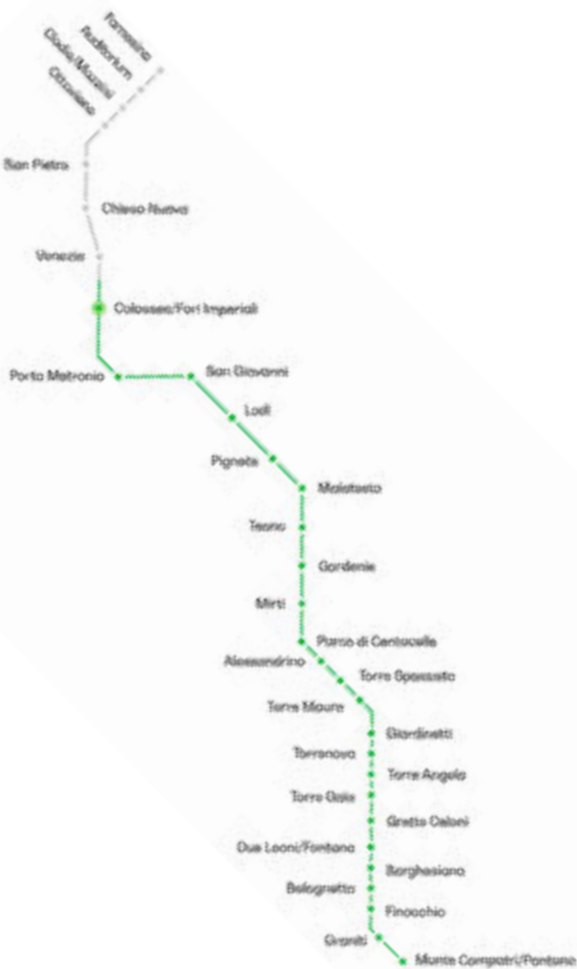 Farnesina
Auditorium
Clodio/Mazzini
Ottaviano
San Pietro
Chiesa Nuova
Venezia
Colosseo/Fori Imperiali
Porta Metronia
San Giovanni
Lodi
Pigneto
Malatesta
Teano
Gardenie
Mirti
Parco di Centocelle
Alessandrino
Torre Spaccata
Torre Maura
Giardinetti
Torrenova
Torre Angela
Torre Gaia
Grotte Celoni
Due Leoni/Fontana
Borghesiana
Bolognetta
Finocchio
Graniti
Monte Compatri/Pantano